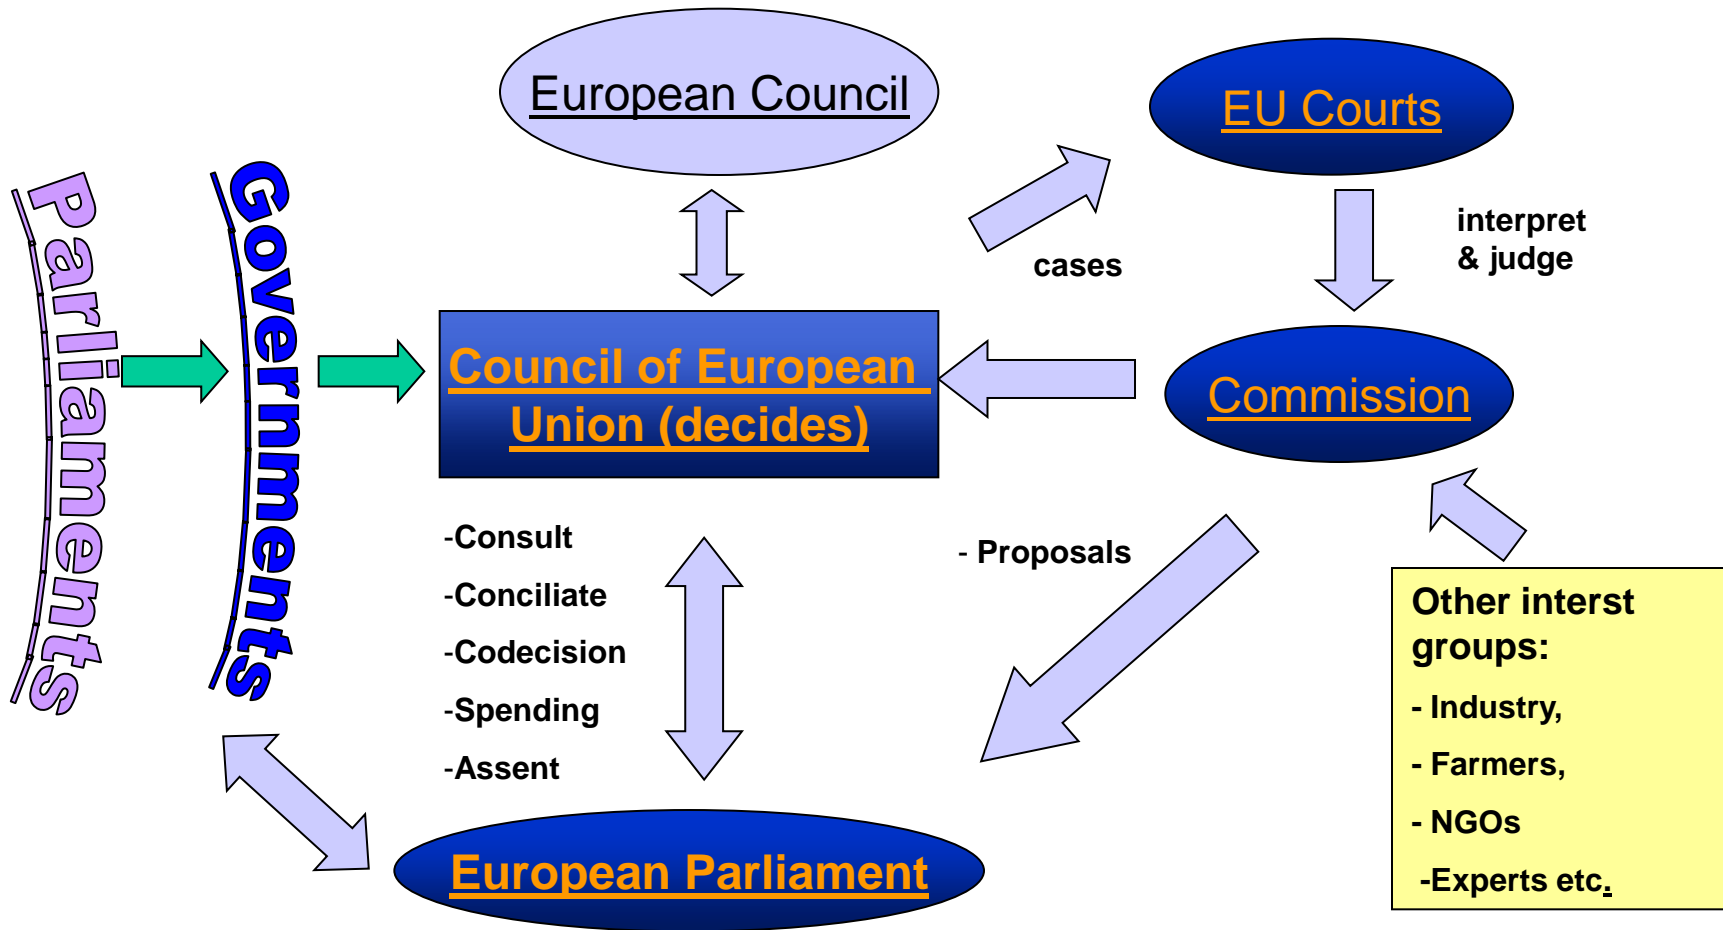 European Council
EU Courts
Parliaments
Governments
cases
interpret
& judge
Council of European
Union (decides)
Commission
-Consult
-Conciliate
-Codecision
-Spending
-Assent
- Proposals
Other interst
groups:
- Industry,
- Farmers,
- NGOs
-Experts etc.
European Parliament